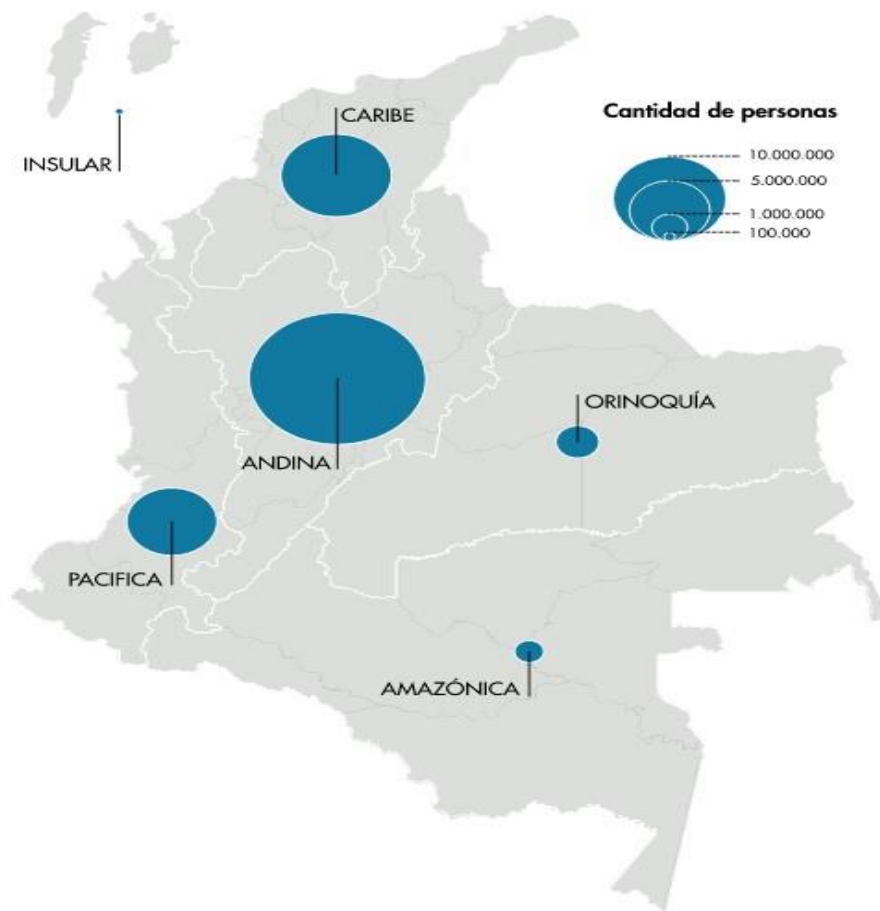 CARIBE
INSULAR
Cantidad de personas
10.000.000
5.000.000
1.000.000
100.000
ORINOQUÍA
ANDINA
PACIFICA
AMAZÓNICA